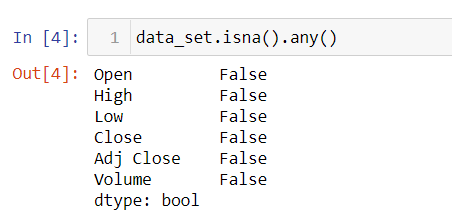 In [4]: 1 data_set.isna().any()
Out[4]: Open False
High False
Low False
Close False
Adj Close False
Volume False
dtype: bool